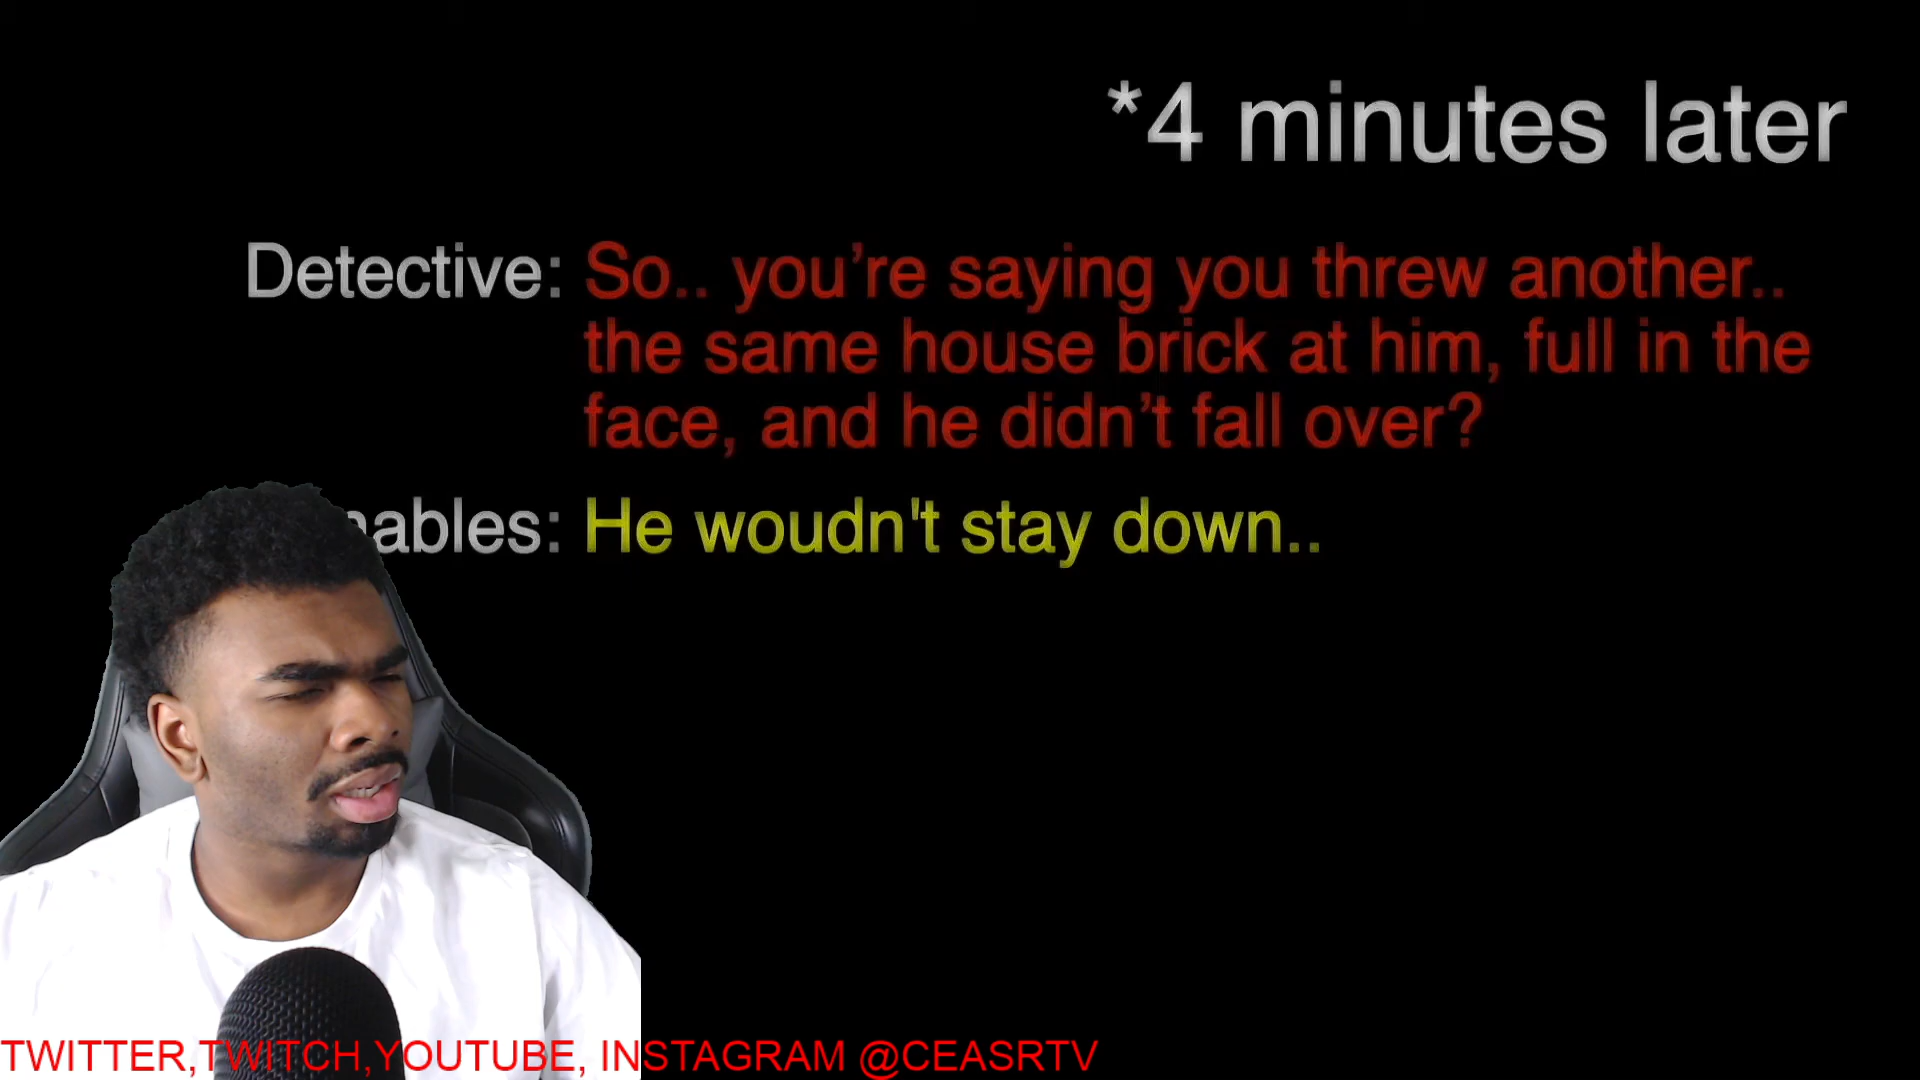 *4 minutes later
Detective: So.. you’re saying you threw another..
the same house brick at him, full in the
face, and he didn’t fall over?
ables: He woudn't stay down..
TWITTER,TWITCH,YOUTUBE, INSTAGRAM @CEASRTV